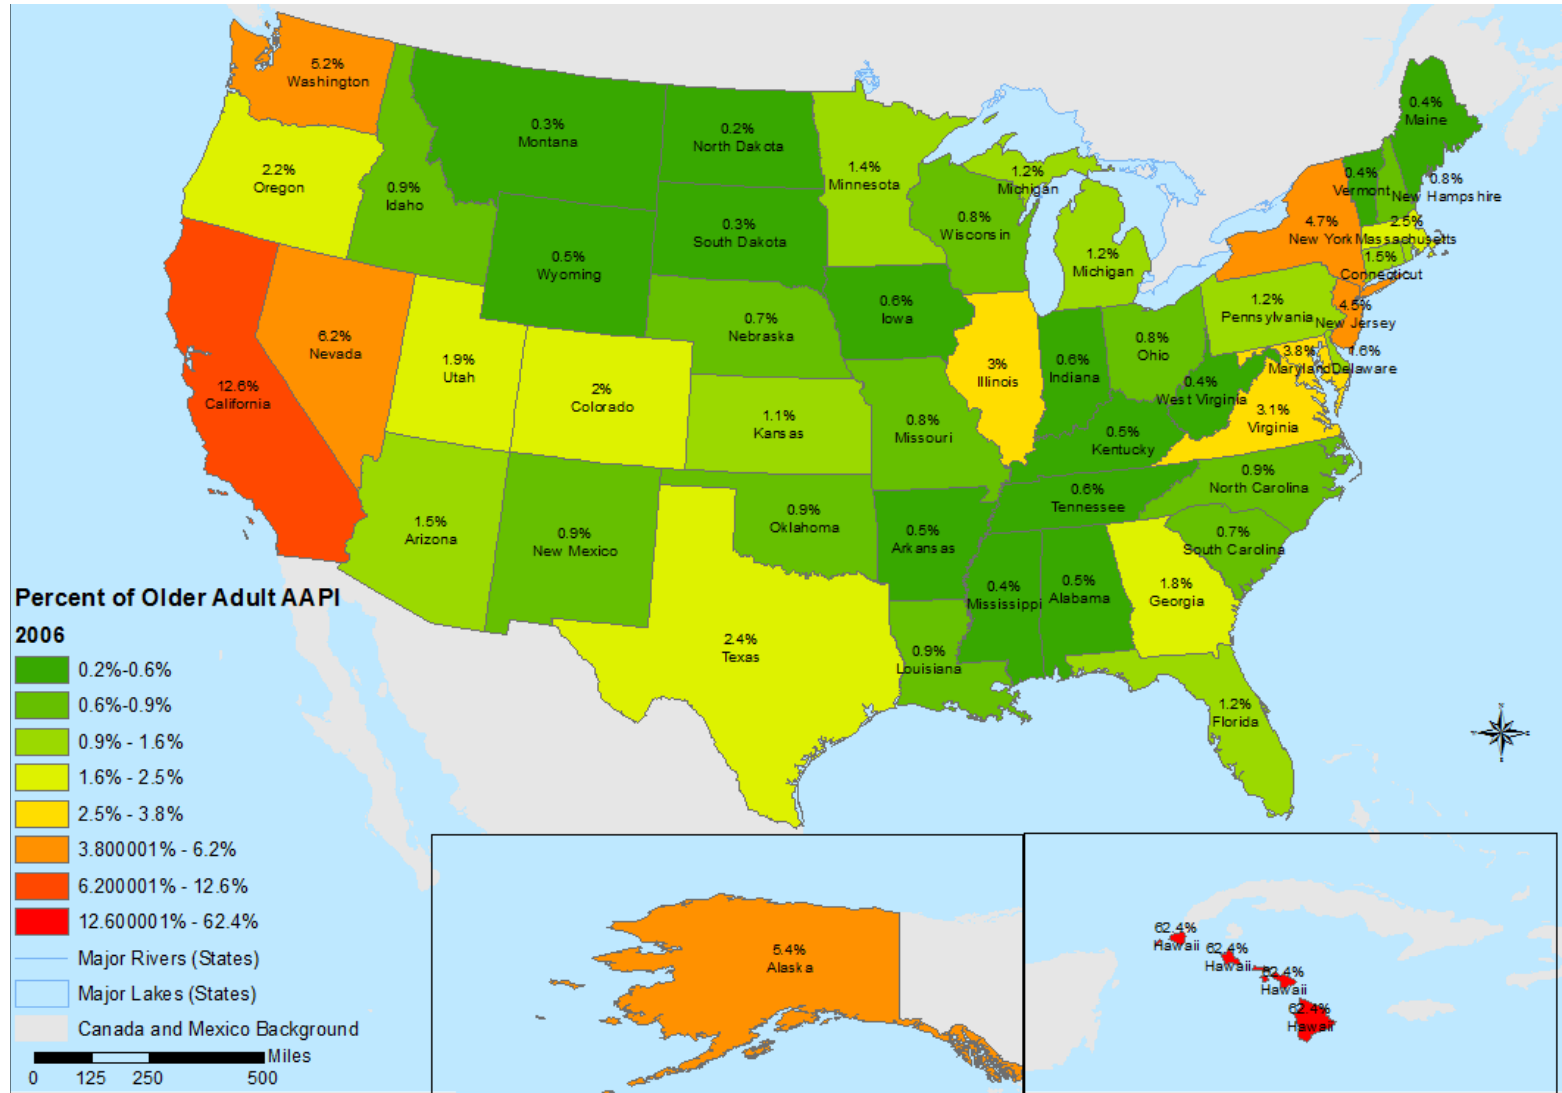 5.2%
Washington
0.3%
Montana
0.2%
North Dakota
1.4%
Minnesota
1.2%
Michigan
0.4%
Maine
0.4%
Vermont
0.8%
New Hampshire
2.2%
Oregon
0.9%
Idaho
0.3%
South Dakota
0.8%
Wisconsin
1.2%
Michigan
4.7%
New York
2.5%
Massachusetts
1.5%
Connecticut
0.5%
Wyoming
0.6%
Iowa
0.7%
Nebraska
1.2%
Pennsylvania
4.5%
New Jersey
6.2%
Nevada
1.9%
Utah
2%
Colorado
3%
Illinois
0.6%
Indiana
0.8%
Ohio
3.8%
Maryland
1.6%
Delaware
12.6%
California
1.1%
Kansas
0.8%
Missouri
0.4%
West Virginia
3.1%
Virginia
0.5%
Kentucky
1.5%
Arizona
0.9%
New Mexico
0.9%
Oklahoma
0.5%
Arkansas
0.6%
Tennessee
0.9%
North Carolina
0.7%
South Carolina
0.4%
Mississippi
0.5%
Alabama
1.8%
Georgia
2.4%
Texas
0.9%
Louisiana
1.2%
Florida
N
W
E
S
Percent of Older Adult AAPI
2006
0.2%-0.6%
0.6%-0.9%
0.9% - 1.6%
1.6% - 2.5%
2.5% - 3.8%
3.800001% - 6.2%
6.200001% - 12.6%
12.600001% - 62.4%
Major Rivers (States)
Major Lakes (States)
Canada and Mexico Background
Miles
0 125 250 500
5.4%
Alaska
62.4%
Hawaii
62.4%
Hawaii
62.4%
Hawaii
62.4%
Hawaii